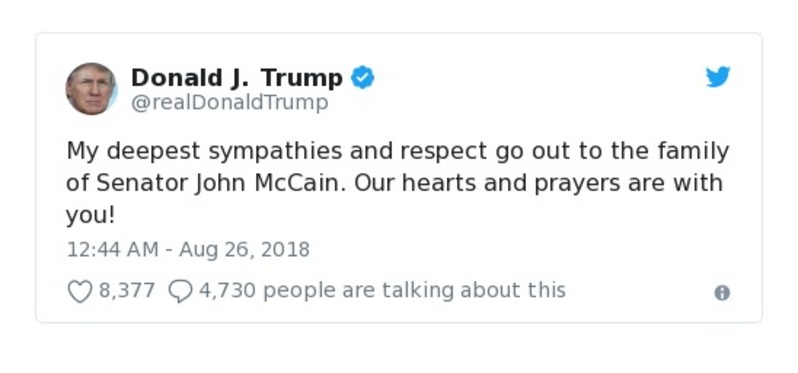 Donald J. Trump
@realDonaldTrump
My deepest sympathies and respect go out to the family
of Senator John McCain. Our hearts and prayers are with
you!
12:44 AM - Aug 26, 2018
8,377 4,730 people are talking about this